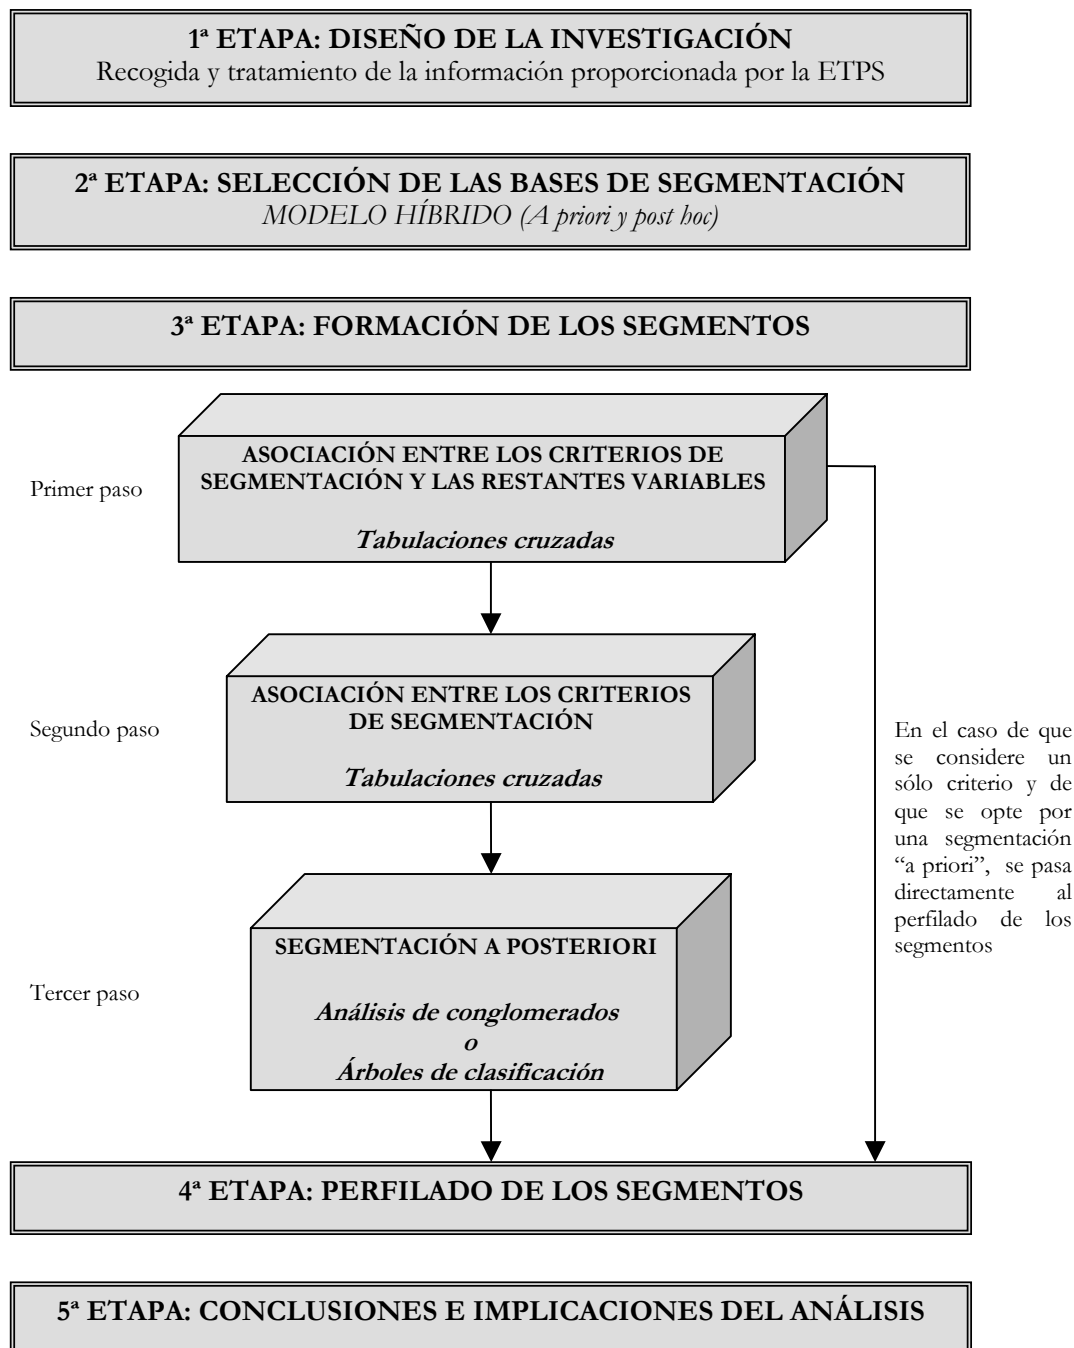 1ª ETAPA: DISEÑO DE LA INVESTIGACIÓN
Recogida y tratamiento de la información proporcionada por la ETPS
2ª ETAPA: SELECCIÓN DE LAS BASES DE SEGMENTACIÓN
MODELO HÍBRIDO (A priori y post hoc)
3ª ETAPA: FORMACIÓN DE LOS SEGMENTOS
Primer paso
ASOCIACIÓN ENTRE LOS CRITERIOS DE
SEGMENTACIÓN Y LAS RESTANTES VARIABLES
Tabulaciones cruzadas
Segundo paso
ASOCIACIÓN ENTRE LOS CRITERIOS
DE SEGMENTACIÓN
Tabulaciones cruzadas
En el caso de que
se considere un
sólo criterio y de
que se opte por
una segmentación
“a priori”, se pasa
directamente al
perfilado de los
segmentos
Tercer paso
SEGMENTACIÓN A POSTERIORI
Análisis de conglomerados
o
Árboles de clasificación
4ª ETAPA: PERFILADO DE LOS SEGMENTOS
5ª ETAPA: CONCLUSIONES E IMPLICACIONES DEL ANÁLISIS